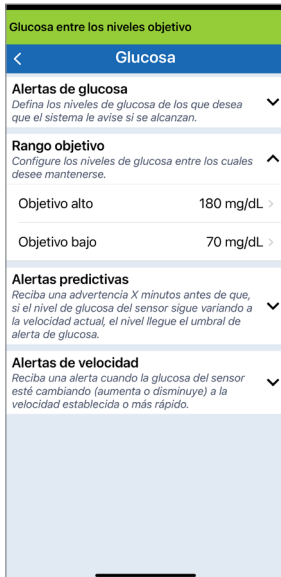 Glucosa entre los niveles objetivo
Glucosa
Alertas de glucosa
Defina los niveles de glucosa de los que desea
que el sistema le avise si se alcanzan.
Rango objetivo
Configure los niveles de glucosa entre los cuales
desee mantenerse.
Objetivo alto 180 mg/dL
Objetivo bajo 70 mg/dL
Alertas predictivas
Reciba una advertencia X minutos antes de que,
si el nivel de glucosa del sensor sigue variando a
la velocidad actual, el nivel llegue el umbral de
alerta de glucosa.
Alertas de velocidad
Reciba una alerta cuando la glucosa del sensor
esté cambiando (aumenta o disminuye) a la
velocidad establecida o más rápido.